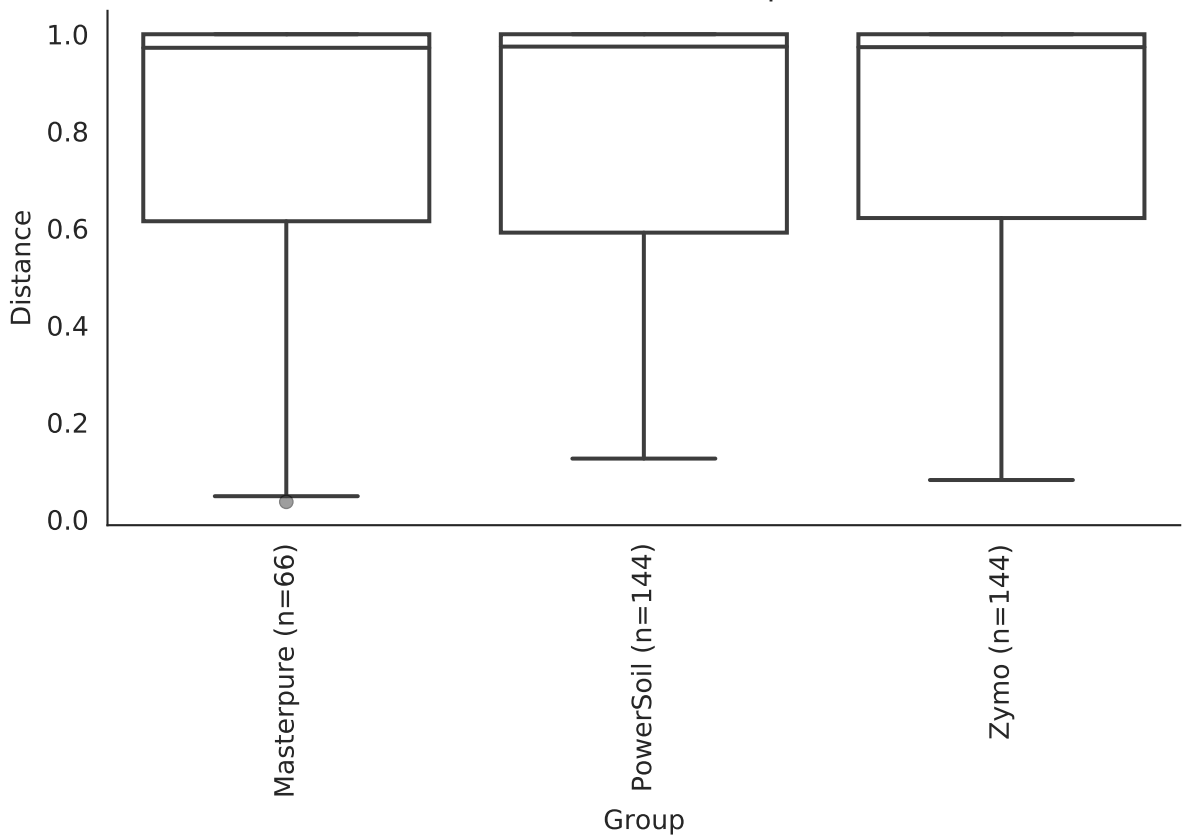 1.0
0.8
0.6
0.4
0.2
0.0
Distance
Masterpure (n=66)
PowerSoil (n=144)
Zymo (n=144)
Group